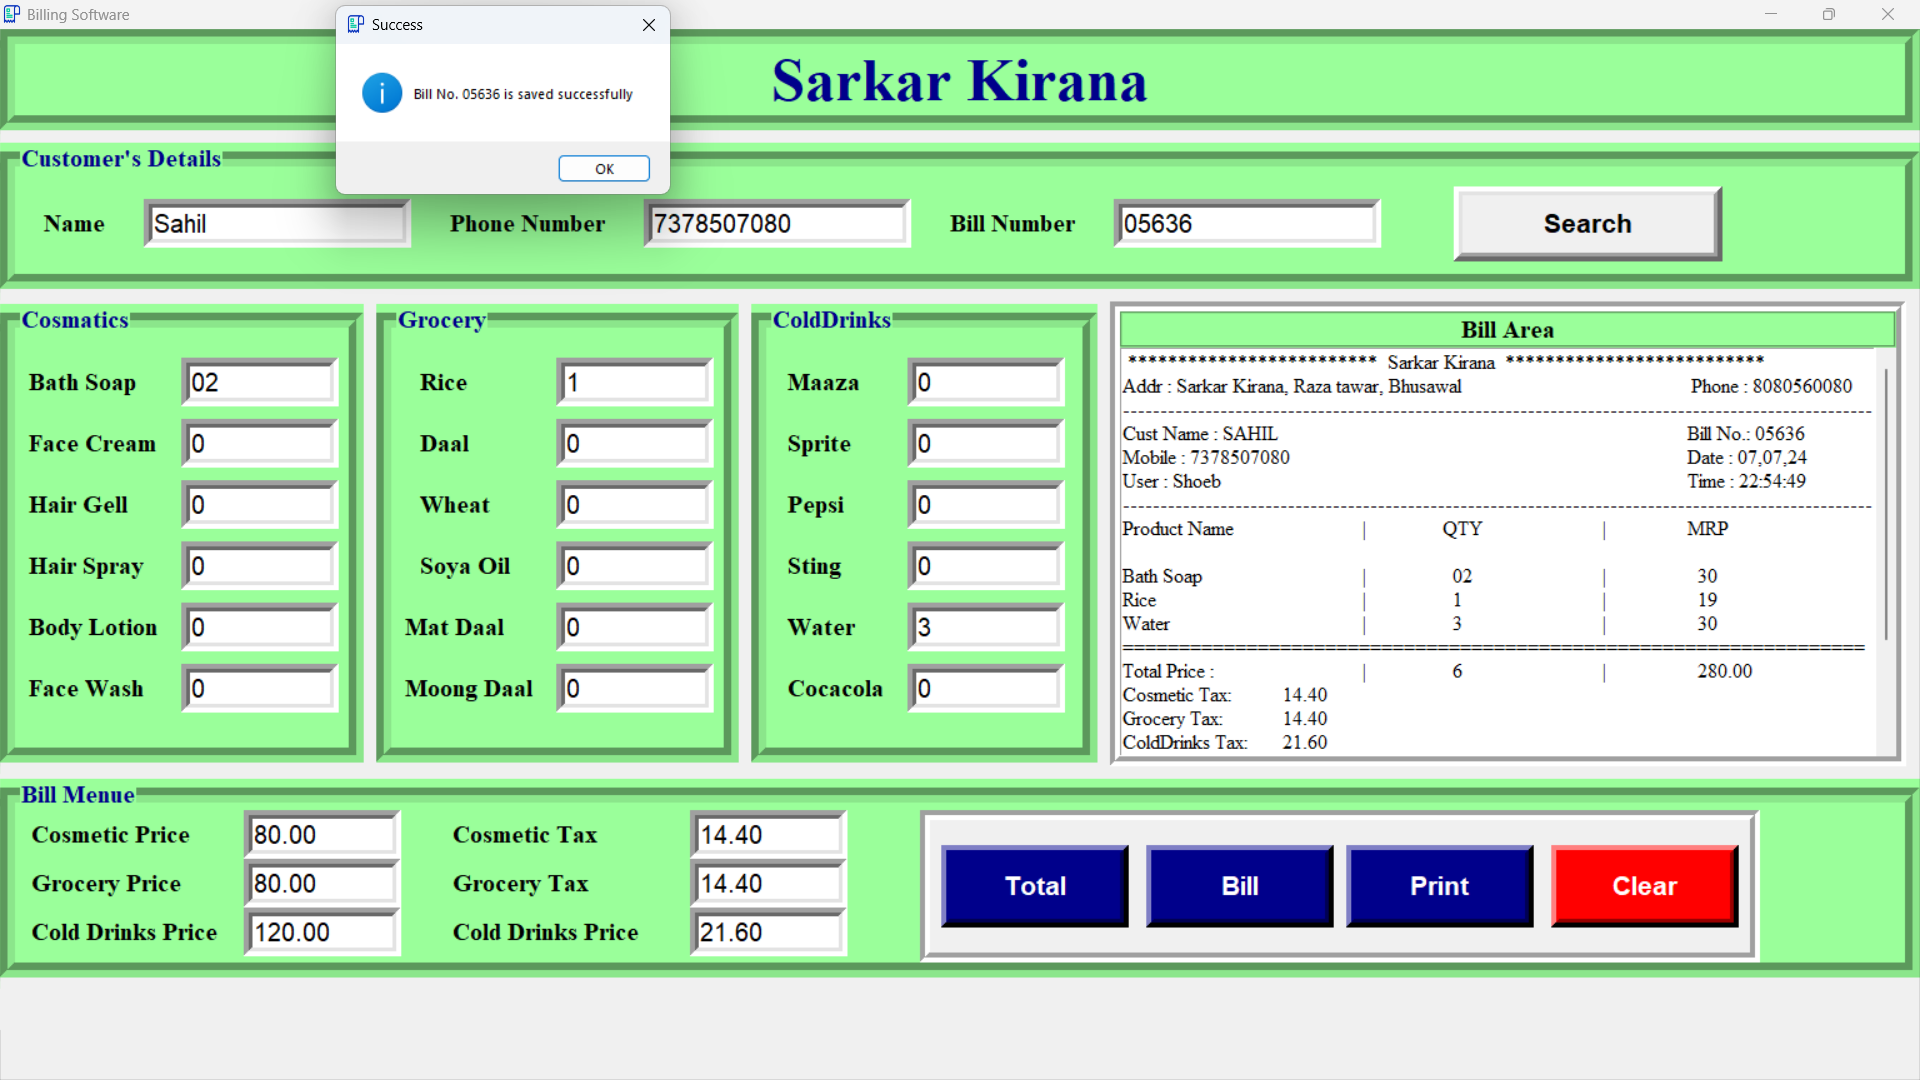 Billing Software
Success
Bill No. 05636 is saved successfully
OK
Sarkar Kirana
Customer's Details
Name Sahil Phone Number 7378507080 Bill Number 05636 Search
Cosmatics
Bath Soap 02
Face Cream 0
Hair Gell 0
Hair Spray 0
Body Lotion 0
Face Wash 0
Grocery
Rice 1
Daal 0
Wheat 0
Soya Oil 0
Mat Daal 0
Moong Daal 0
ColdDrinks
Maaza 0
Sprite 0
Pepsi 0
Sting 0
Water 3
Cocacola 0
Bill Area
************************* Sarkar Kirana **************************
Addr : Sarkar Kirana, Raza tawar, Bhusawal Phone : 8080560080
Cust Name : SAHIL Bill No.: 05636
Mobile : 7378507080 Date : 07,07,24
User : Shoeb Time : 22:54:49
Product Name | QTY | MRP
Bath Soap | 02 | 30
Rice | 1 | 19
Water | 3 | 30
Total Price : | 6 | 280.00
Cosmetic Tax: 14.40
Grocery Tax: 14.40
ColdDrinks Tax: 21.60
Bill Menue
Cosmetic Price 80.00 Cosmetic Tax 14.40
Grocery Price 80.00 Grocery Tax 14.40
Cold Drinks Price 120.00 Cold Drinks Price 21.60
Total Bill Print Clear